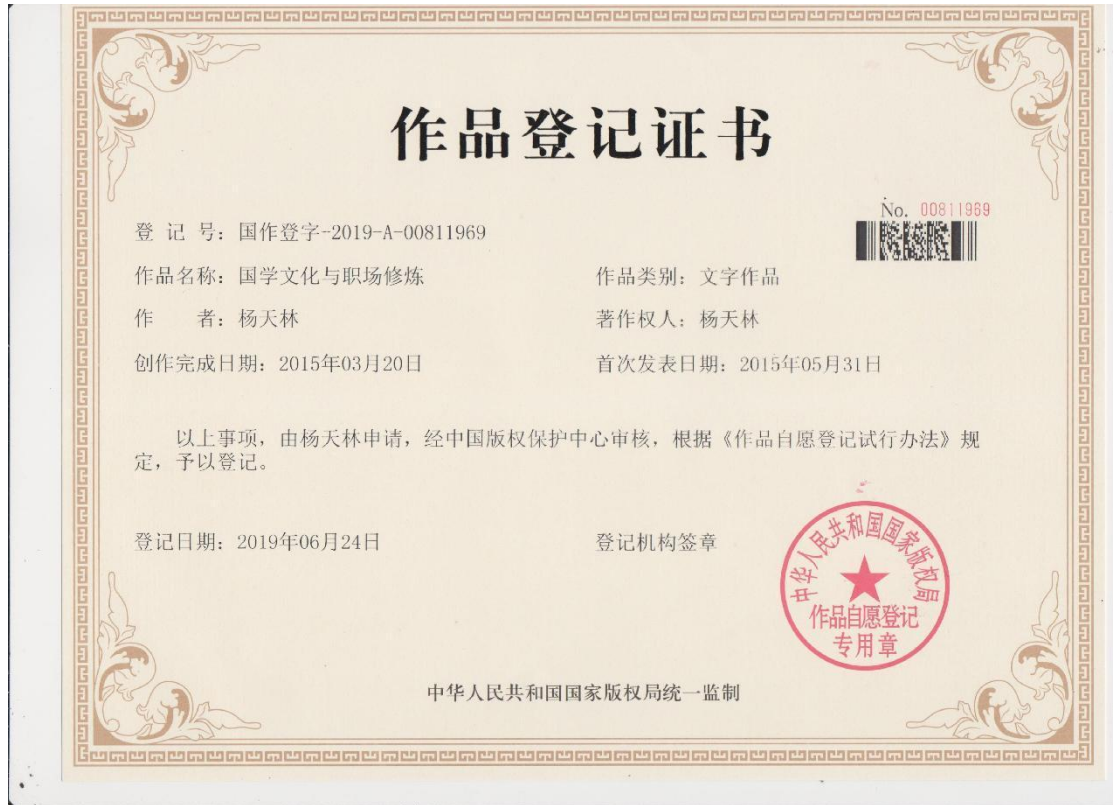 作品登记证书
No. 00811969
登 记 号：国作登字-2019-A-00811969
作品名称：国学文化与职场修炼
作品类别：文字作品
作 者：杨天林
著作权人：杨天林
创作完成日期：2015年03月20日
首次发表日期：2015年05月31日
以上事项，由杨天林申请，经中国版权保护中心审核，根据《作品自愿登记试行办法》规
定，予以登记。
登记日期：2019年06月24日
登记机构签章
中华人民共和国国家版权局
作品自愿登记
专用章
中华人民共和国国家版权局统一监制